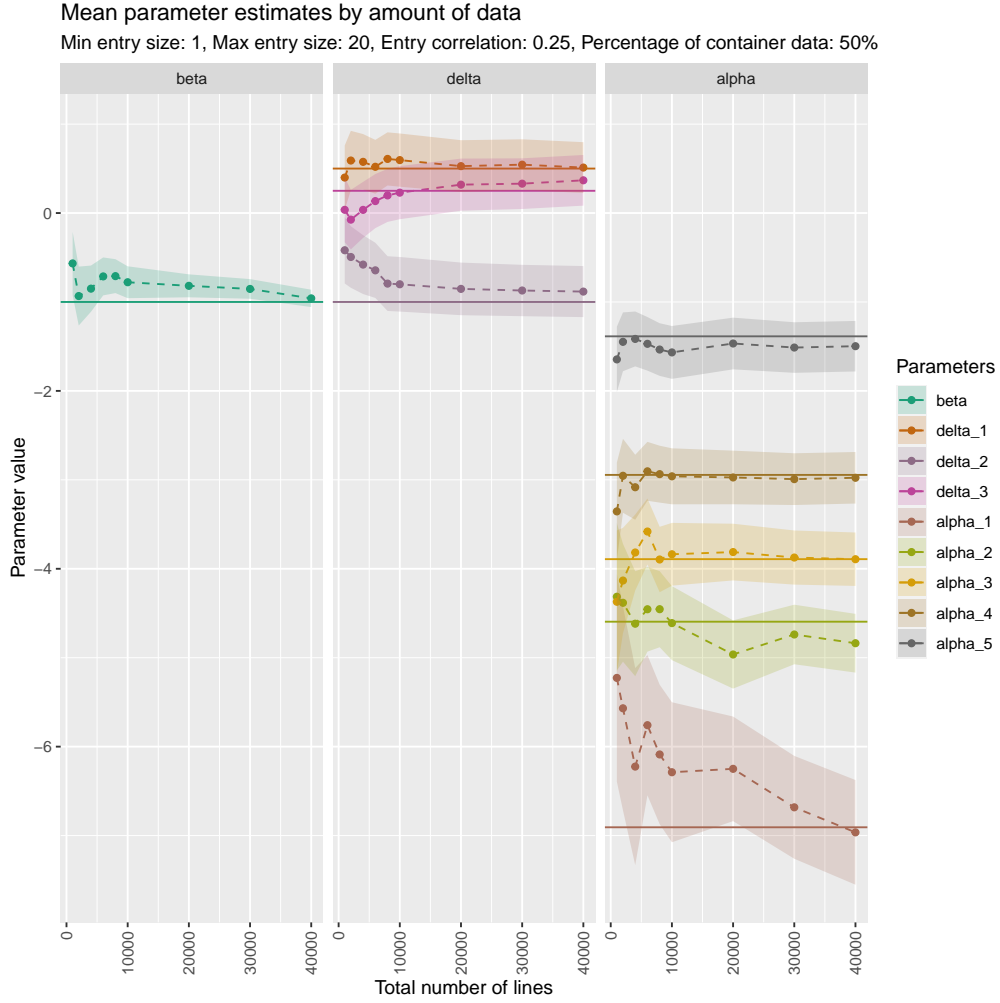 Mean parameter estimates by amount of data
Min entry size: 1, Max entry size: 20, Entry correlation: 0.25, Percentage of container data: 50%
beta
delta
alpha
Parameter value
0
−2
−4
−6
0
10000
20000
30000
40000
0
10000
20000
30000
40000
0
10000
20000
30000
40000
Total number of lines
Parameters
beta
delta_1
delta_2
delta_3
alpha_1
alpha_2
alpha_3
alpha_4
alpha_5